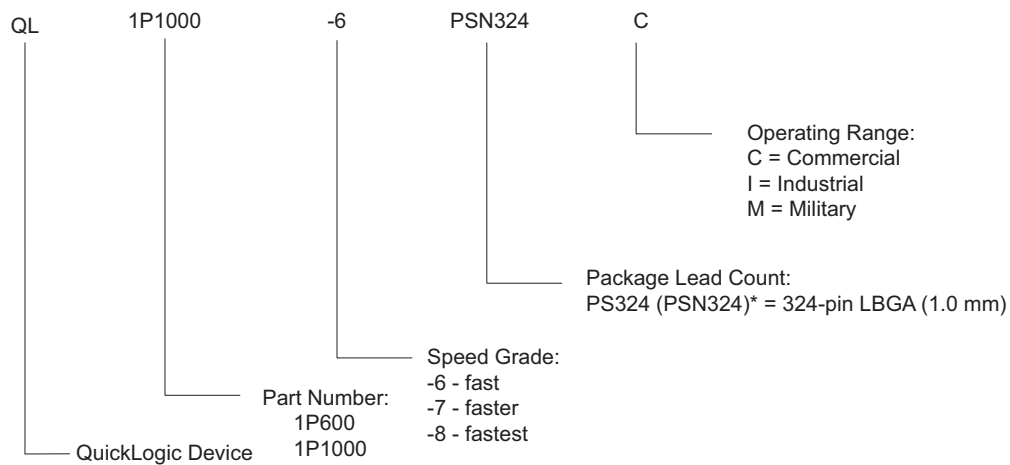 QL 1P1000 -6 PSN324 C
Operating Range:
C = Commercial
I = Industrial
M = Military
Package Lead Count:
PS324 (PSN324)* = 324-pin LBGA (1.0 mm)
Speed Grade:
-6 - fast
-7 - faster
-8 - fastest
Part Number:
1P600
1P1000
QuickLogic Device